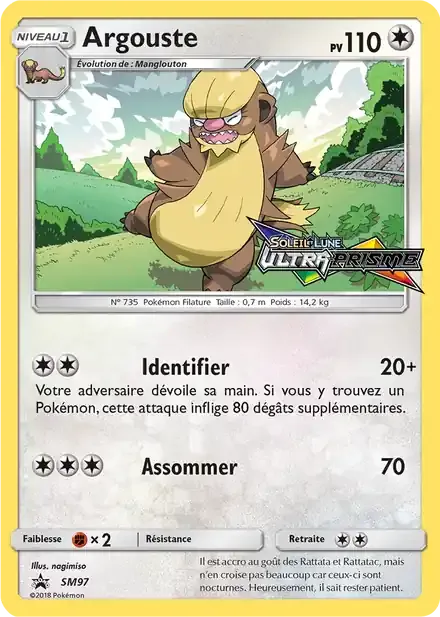 NIVEAU 1
Argouste
PV 110
Évolution de : Manglouton
SOLEIL & LUNE
ULTRA PRISME
N° 735 Pokémon Filature Taille : 0,7 m Poids : 14,2 kg
Identifier 20+
Votre adversaire dévoile sa main. Si vous y trouvez un
Pokémon, cette attaque inflige 80 dégâts supplémentaires.
Assommer 70
Faiblesse ×2 Résistance Retraite
Illus. nagimiso
SM97
©2018 Pokémon
Il est accro au goût des Rattata et Rattatac, mais
n'en croise pas beaucoup car ceux-ci sont
nocturnes. Heureusement, il sait rester patient.